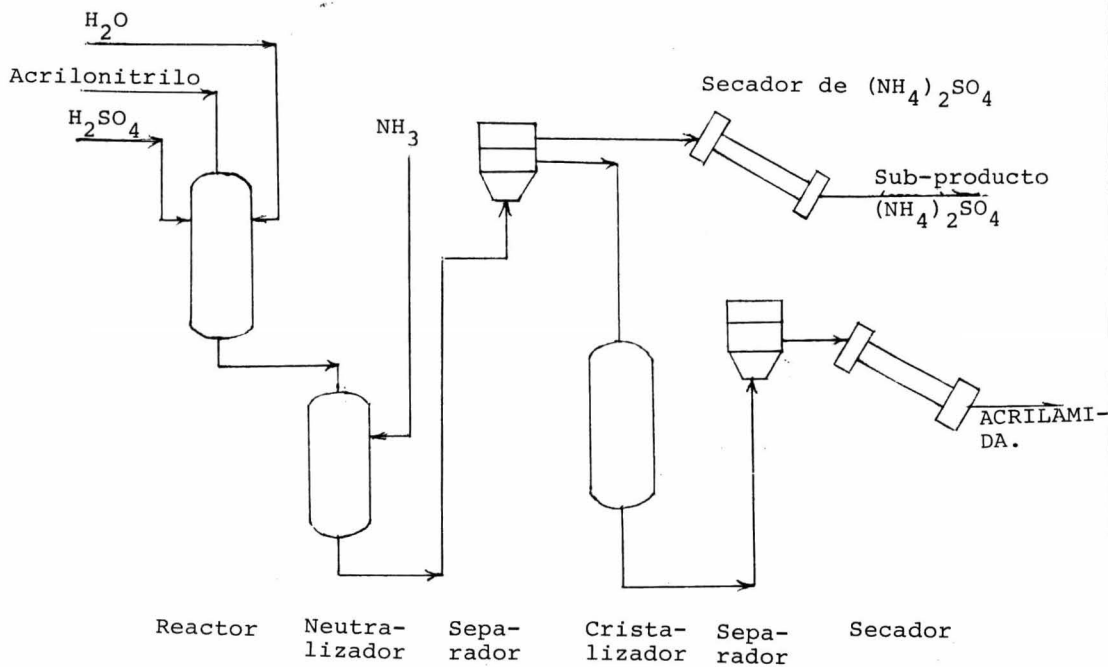 H2O
Acrilonitrilo
H2SO4
NH3
Secador de (NH4)2SO4
Sub-producto
(NH4)2SO4
ACRILAMI-
DA.
Reactor
Neutra-
lizador
Sepa-
rador
Crista-
lizador
Sepa-
rador
Secador